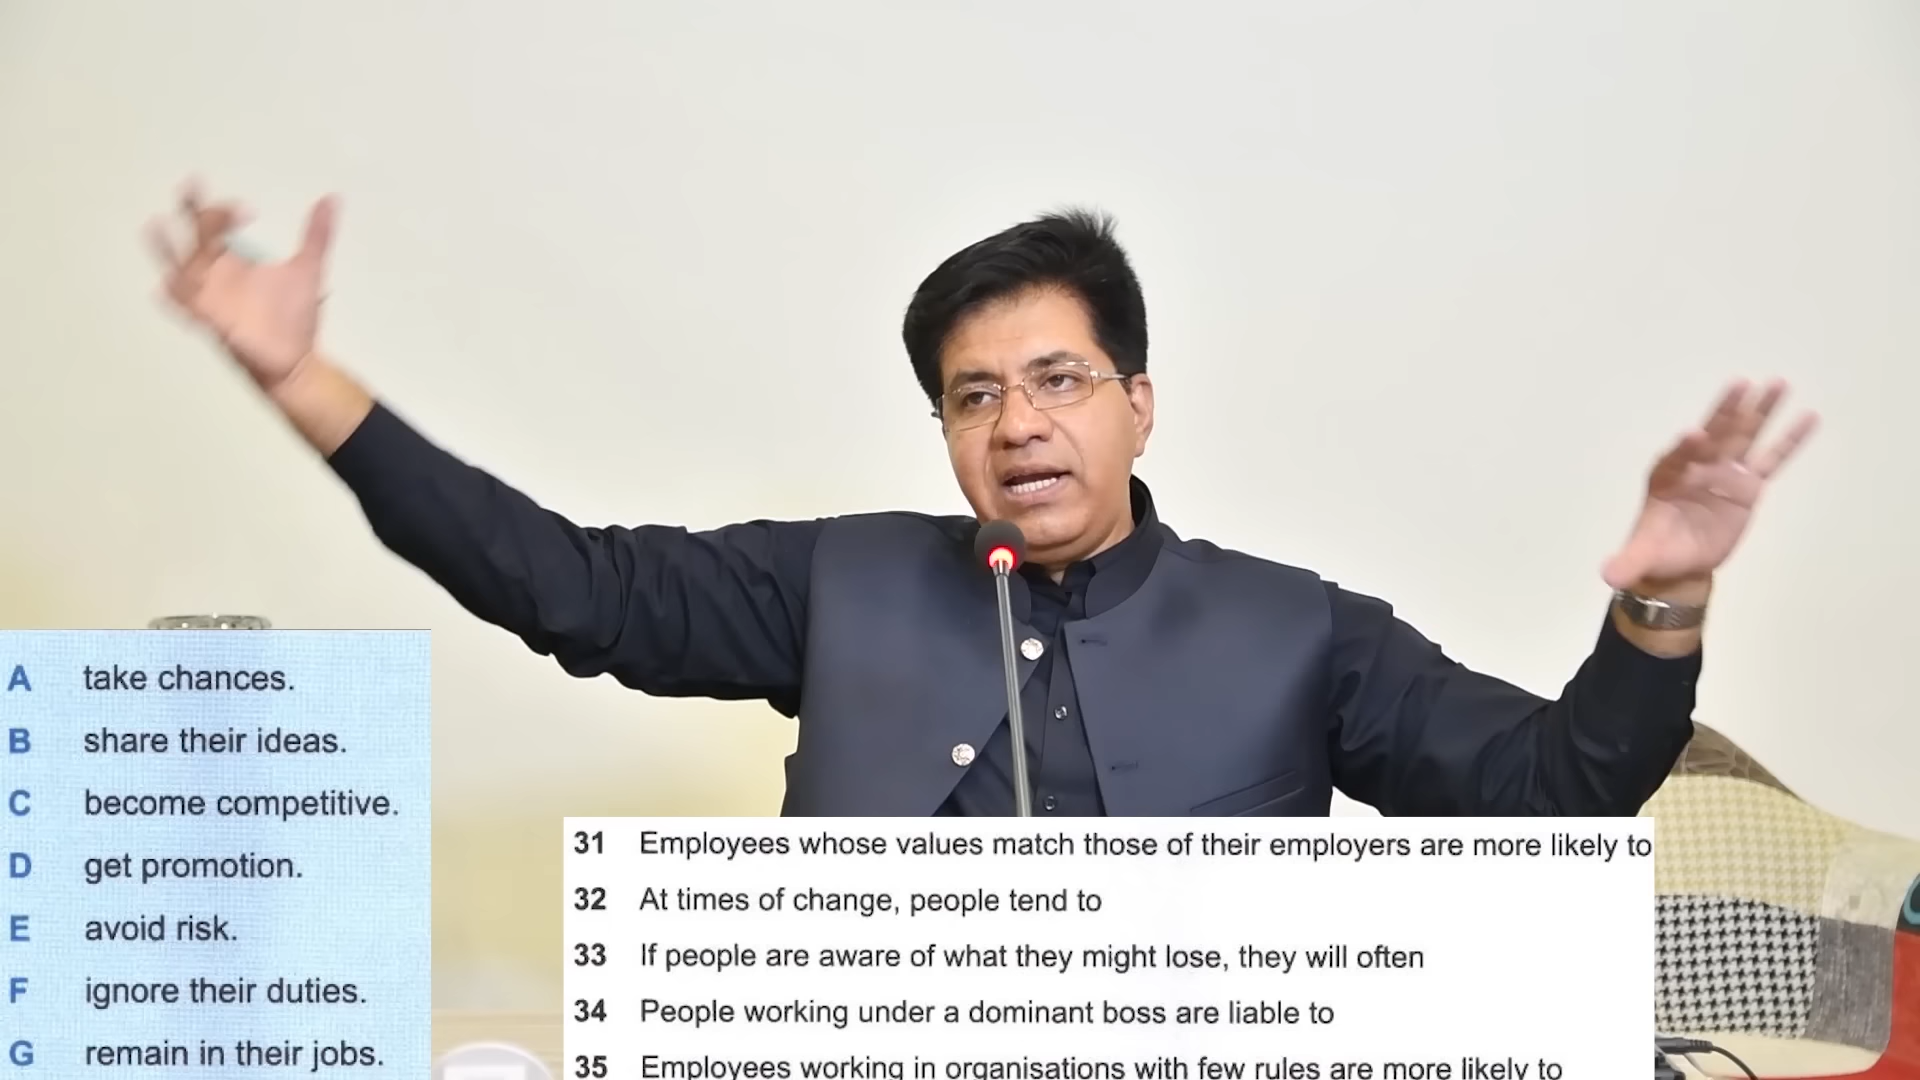 A take chances.
B share their ideas.
C become competitive.
D get promotion.
E avoid risk.
F ignore their duties.
G remain in their jobs.
31 Employees whose values match those of their employers are more likely to
32 At times of change, people tend to
33 If people are aware of what they might lose, they will often
34 People working under a dominant boss are liable to
35 Employees working in organisations with few rules are more likely to